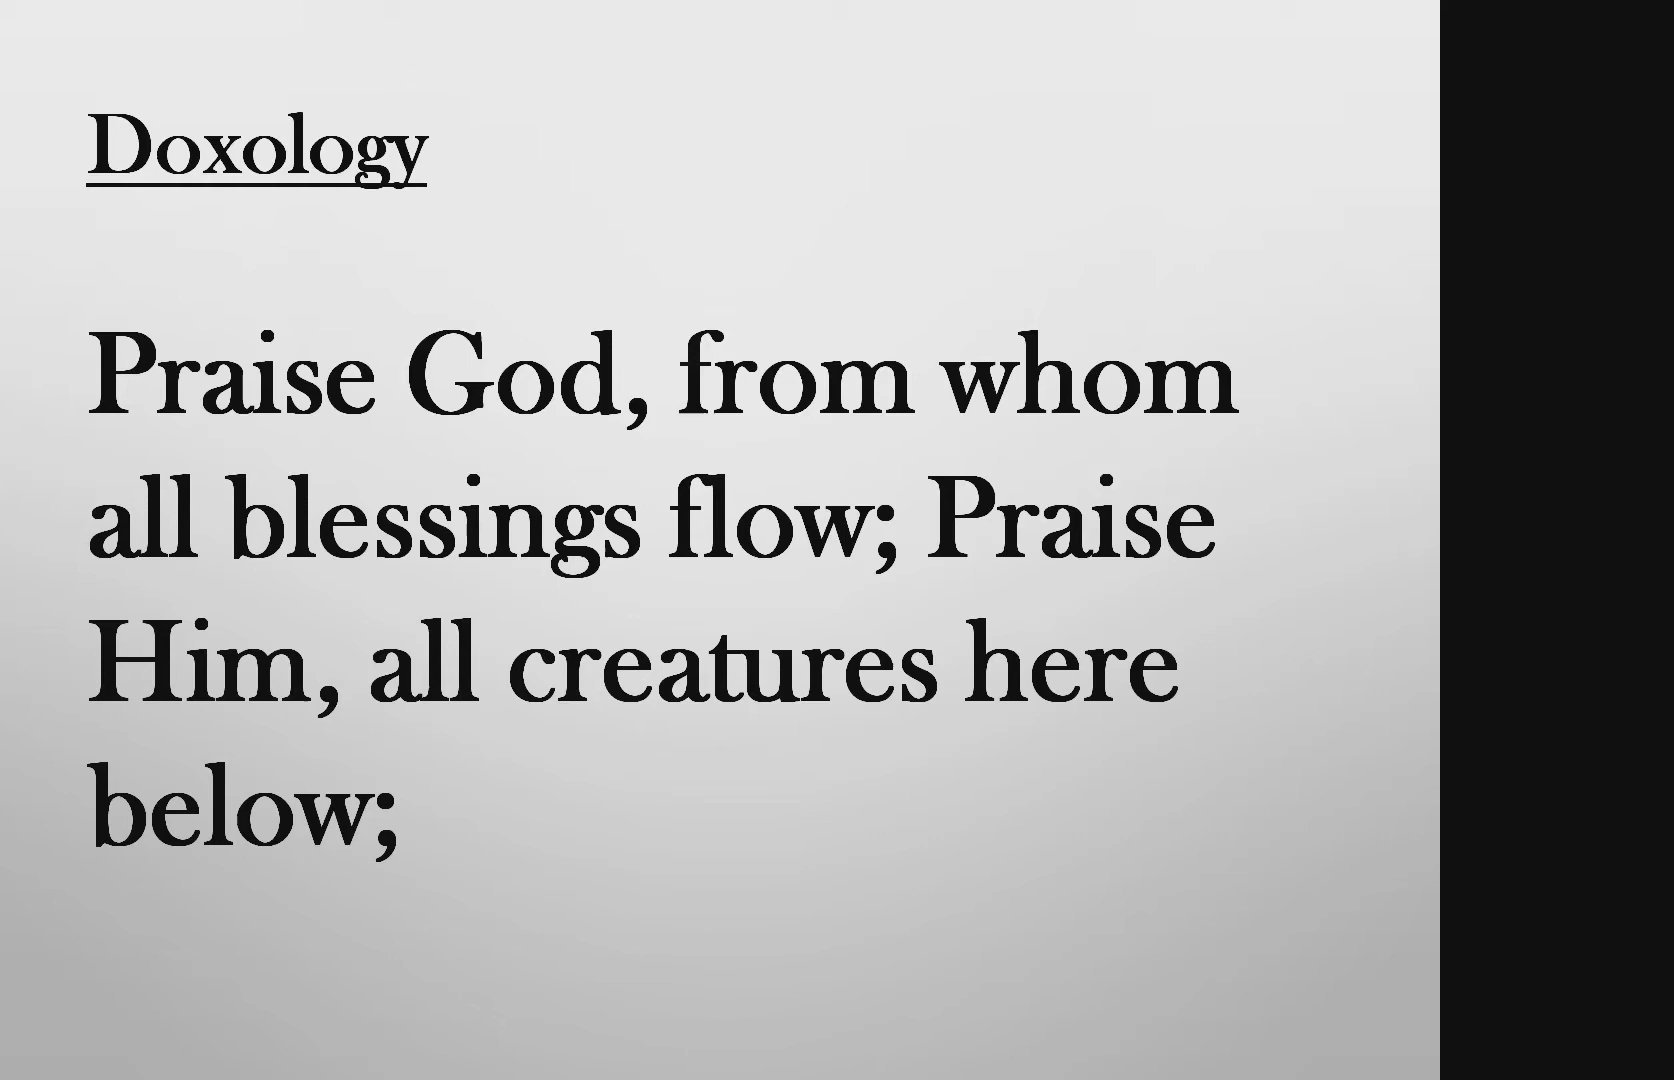 Doxology
Praise God, from whom
all blessings flow; Praise
Him, all creatures here
below;